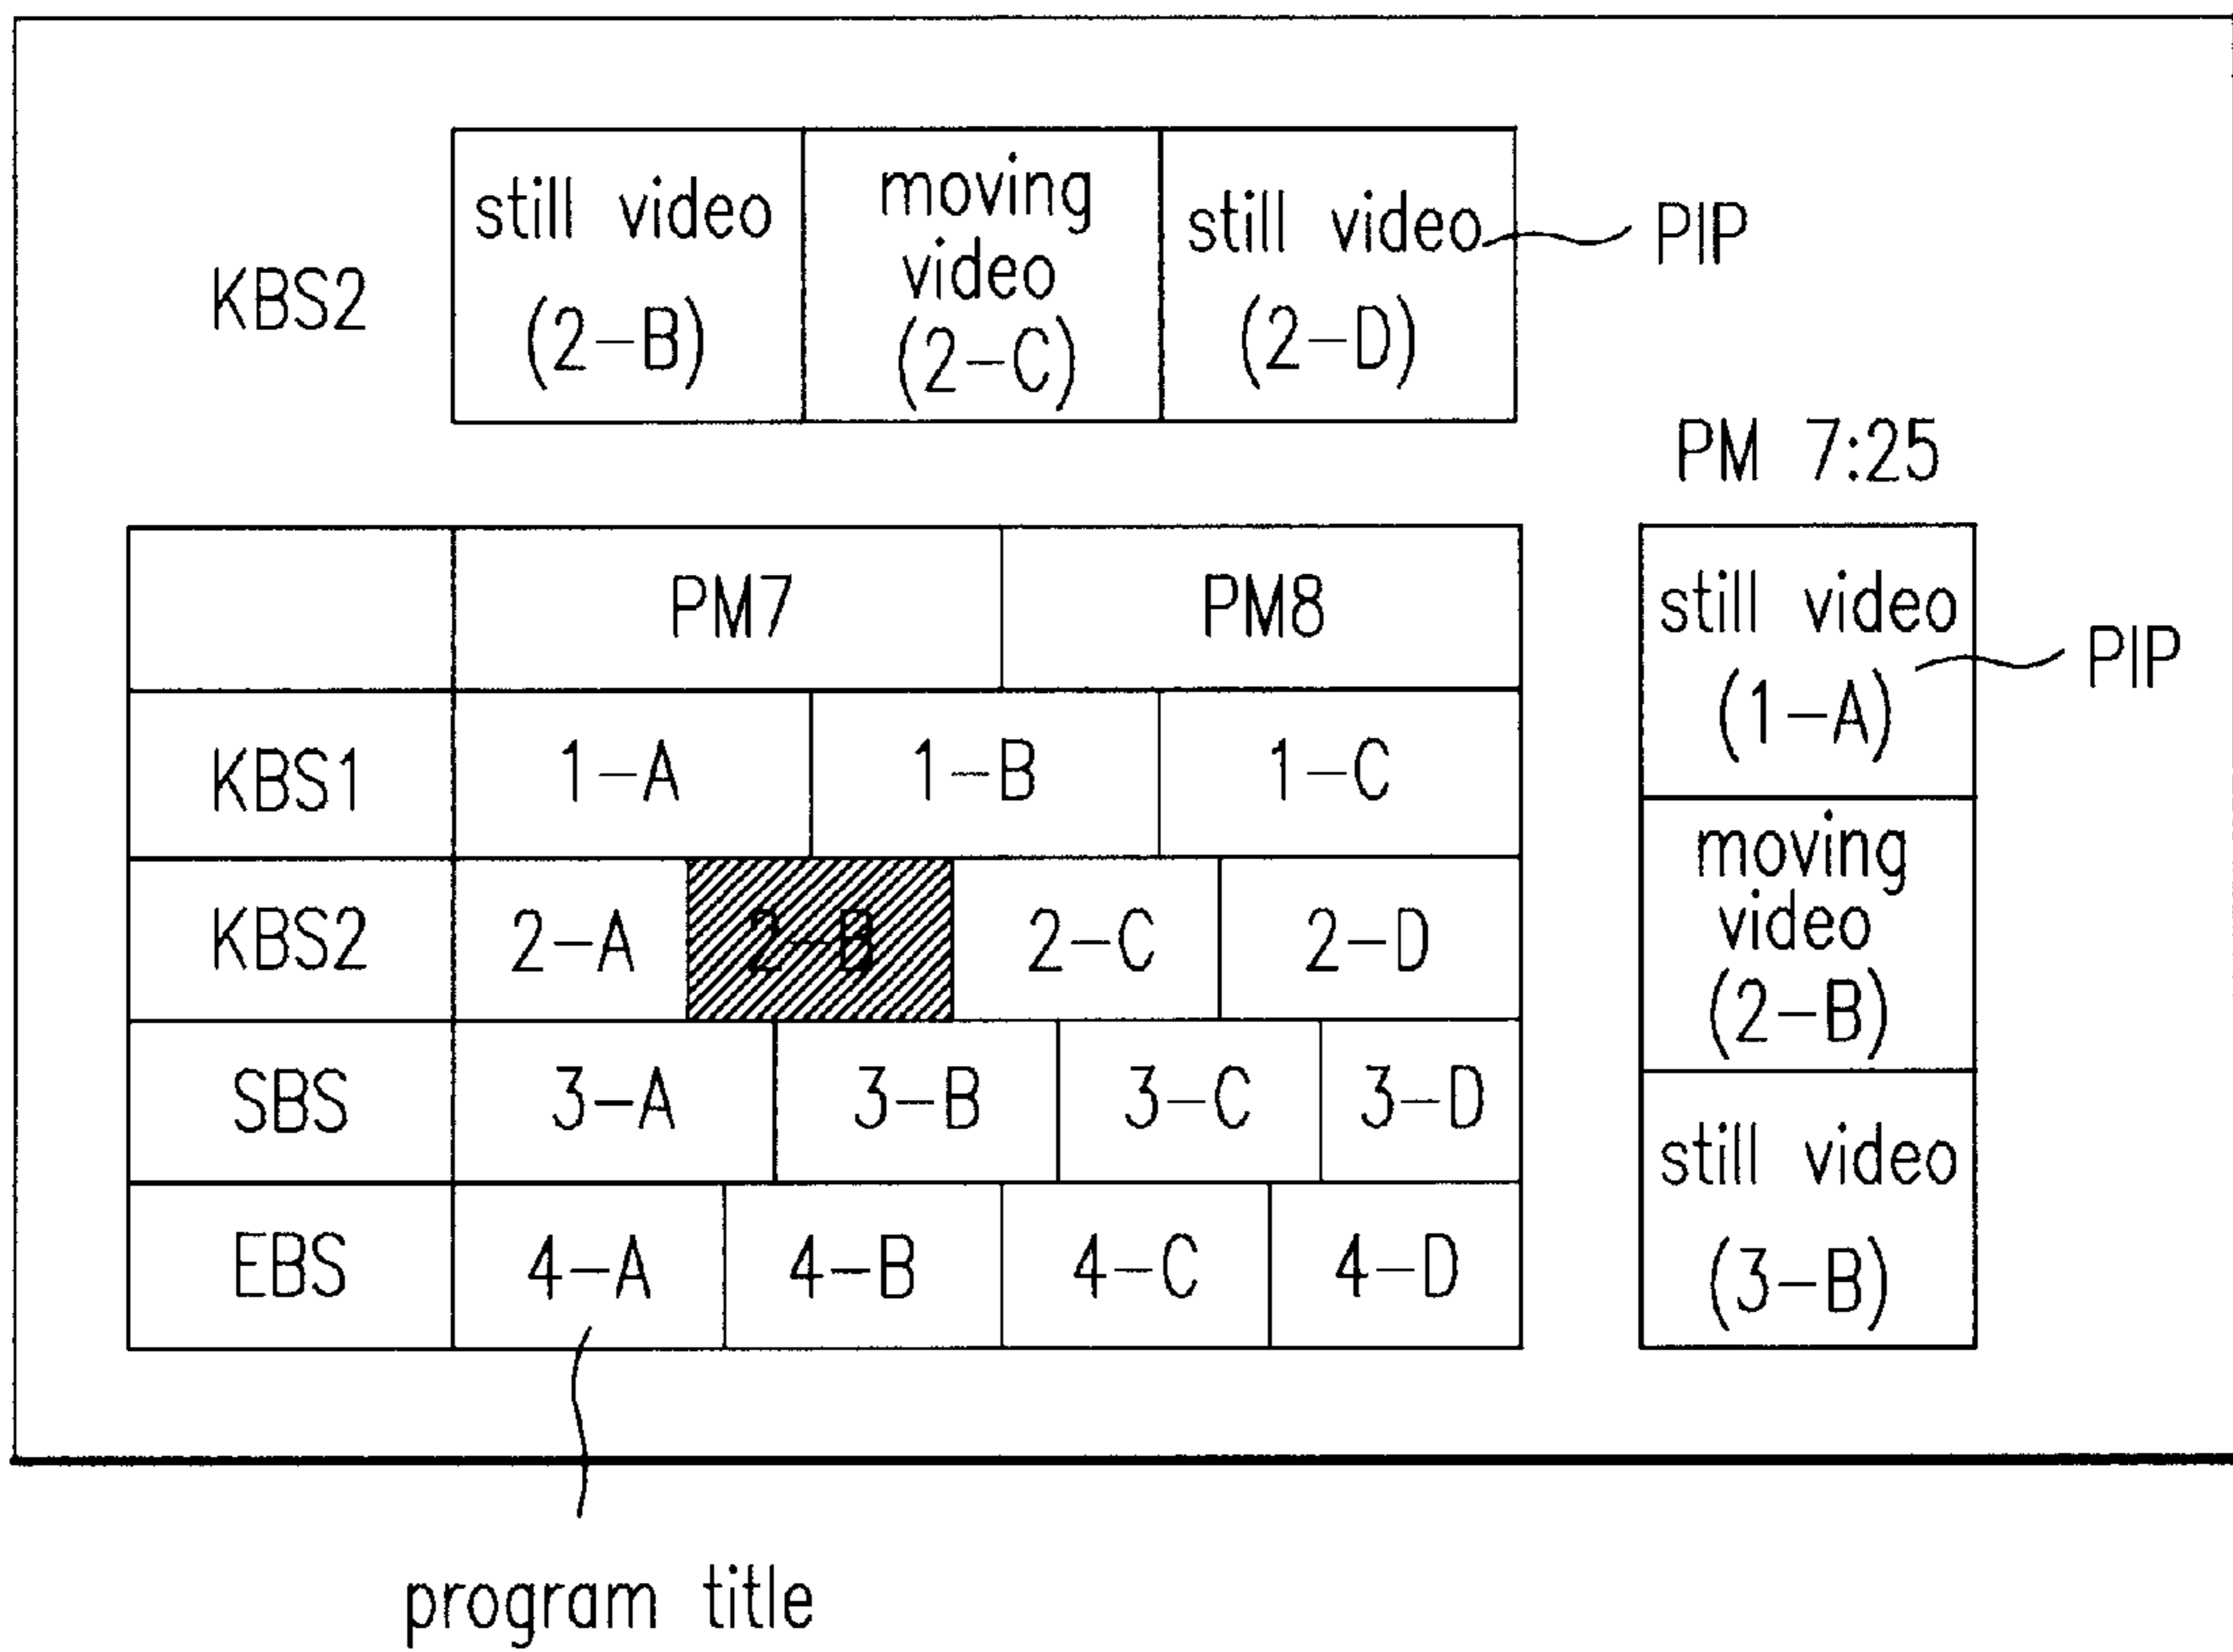 KBS2
still video
(2-B)
moving
video
(2-C)
still video
(2-D)
PIP
PM 7:25
PM7 PM8
KBS1 1-A 1-B 1-C
KBS2 2-A 2-B 2-C 2-D
SBS 3-A 3-B 3-C 3-D
EBS 4-A 4-B 4-C 4-D
still video
(1-A)
PIP
moving
video
(2-B)
still video
(3-B)
program title